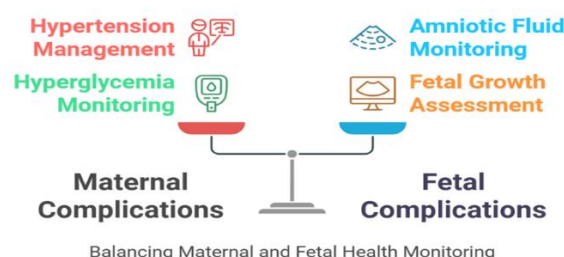 Hypertension
Management
Hyperglycemia
Monitoring
Amniotic Fluid
Monitoring
Fetal Growth
Assessment
Maternal
Complications
Fetal
Complications
Balancing Maternal and Fetal Health Monitoring